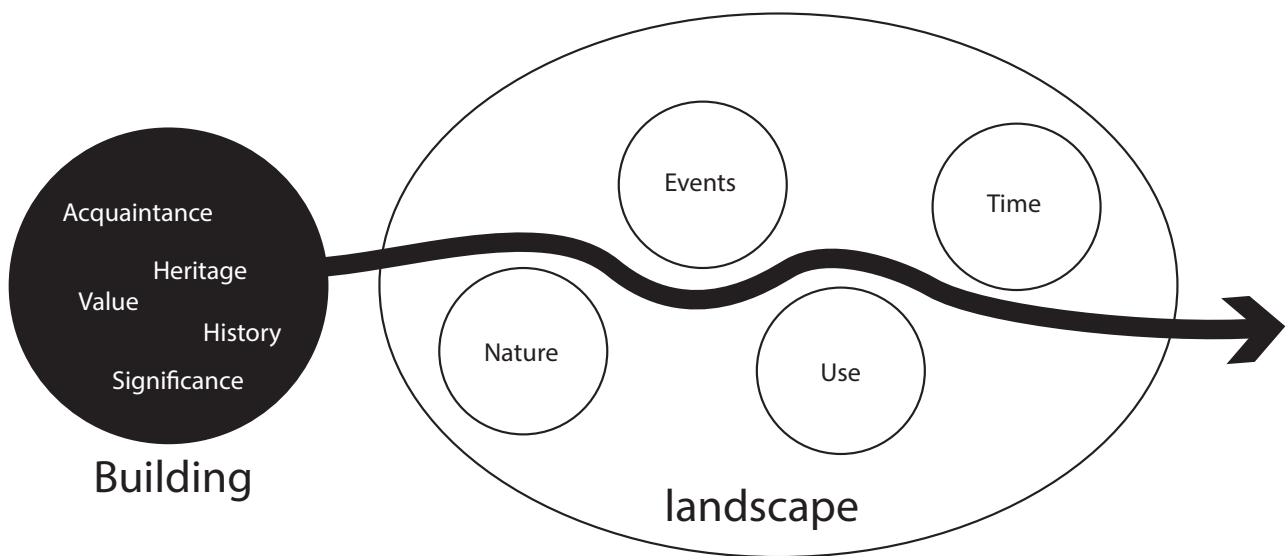 Acquaintance
Heritage
Value
History
Significance
Building
Events
Time
Nature
Use
landscape